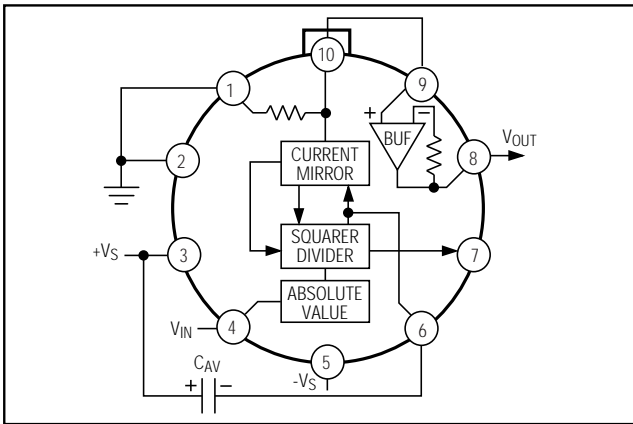 10
1
9
+ −
BUF
2
8
V_OUT
CURRENT
MIRROR
+V_S
3
SQUARER
DIVIDER
7
ABSOLUTE
VALUE
V_IN
4
6
5
C_AV
+ −
-V_S